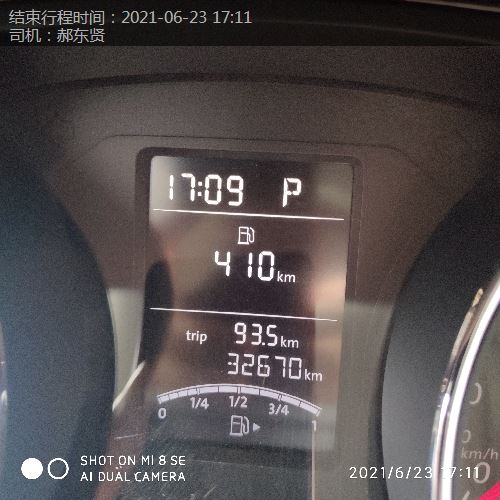 结束行程时间：2021-06-23 17:11
司机：郝东贤
17:09 P
410km
trip 93.5km
32670km
0 1/4 1/2 3/4 1
km/h
SHOT ON MI 8 SE
AI DUAL CAMERA
2021/6/23 17:11